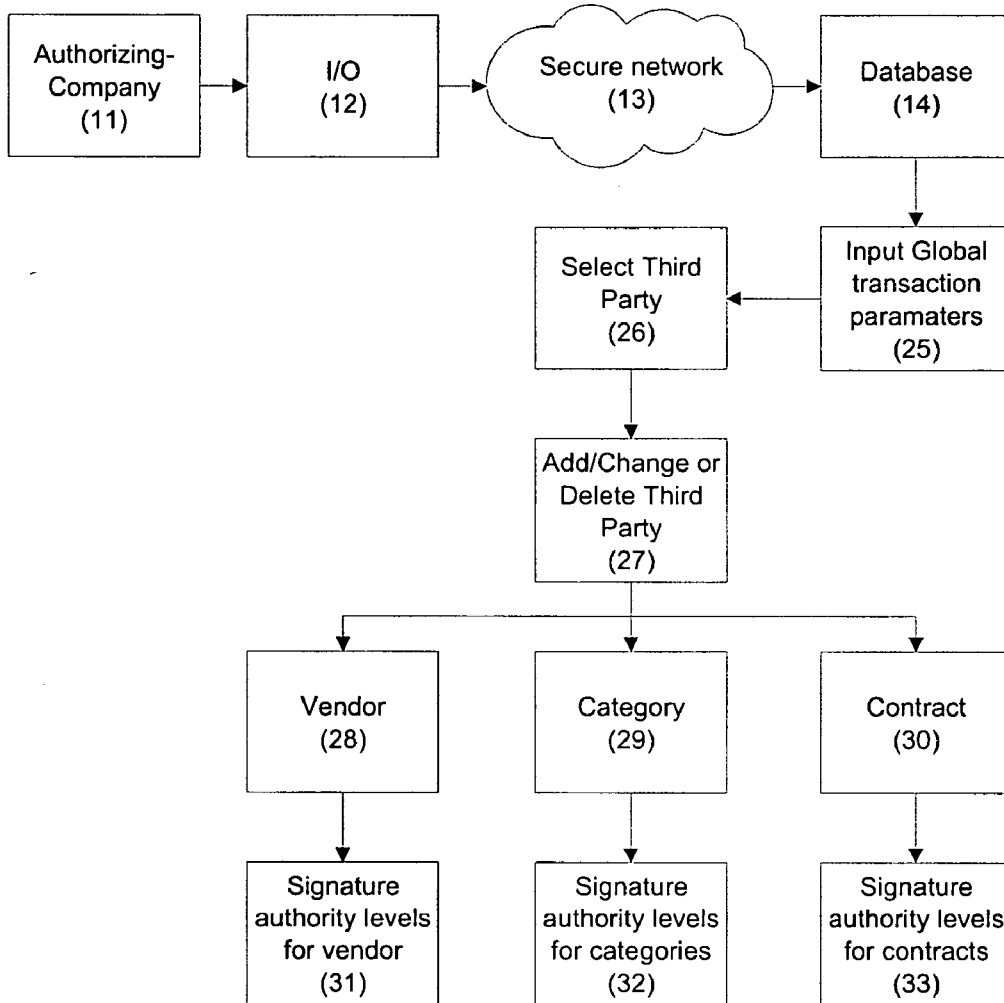 Authorizing-
Company
(11)
I/O
(12)
Secure network
(13)
Database
(14)
Input Global
transaction
paramaters
(25)
Select Third
Party
(26)
Add/Change or
Delete Third
Party
(27)
Vendor
(28)
Category
(29)
Contract
(30)
Signature
authority levels
for vendor
(31)
Signature
authority levels
for categories
(32)
Signature
authority levels
for contracts
(33)